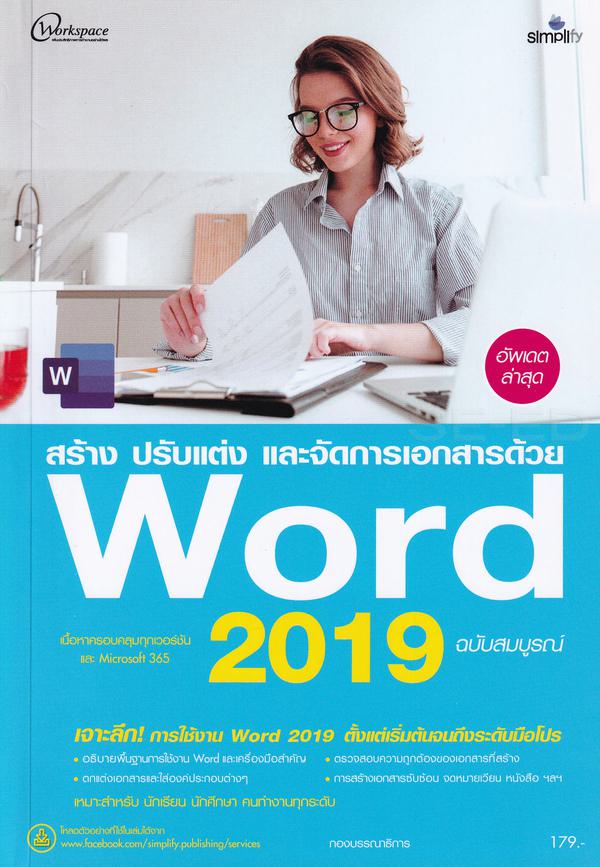 Workspace
simplify
W
อัพเดต
ล่าสุด
SE-ED
สร้าง ปรับแต่ง และจัดการเอกสารด้วย
Word
2019
ฉบับสมบูรณ์
เนื้อหาครอบคลุมทุกเวอร์ชัน
และ Microsoft 365
เจาะลึก! การใช้งาน Word 2019 ตั้งแต่เริ่มต้นจนถึงระดับมือโปร
• อธิบายพื้นฐานการใช้งาน Word และเครื่องมือสำคัญ
• ตรวจสอบความถูกต้องของเอกสารที่สร้าง
• ตกแต่งเอกสารและใส่องค์ประกอบต่างๆ
• การสร้างเอกสารซับซ้อน จดหมายเวียน หนังสือ ฯลฯ
เหมาะสำหรับ นักเรียน นักศึกษา คนทำงานทุกระดับ
โหลดตัวอย่างที่ใช้ในเล่มได้จาก
www.facebook.com/simplify.publishing/services
กองบรรณาธิการ
179.-